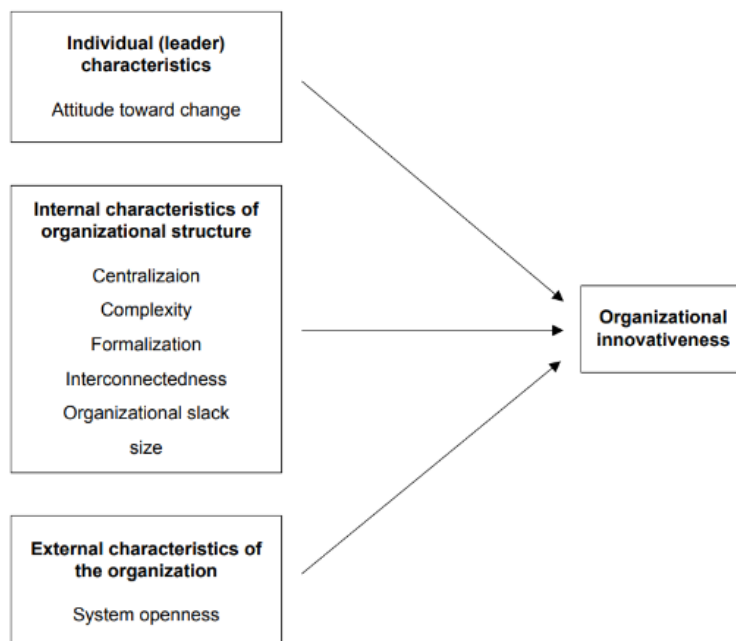 Individual (leader)
characteristics
Attitude toward change
Internal characteristics of
organizational structure
Centralizaion
Complexity
Formalization
Interconnectedness
Organizational slack
size
Organizational
innovativeness
External characteristics of
the organization
System openness